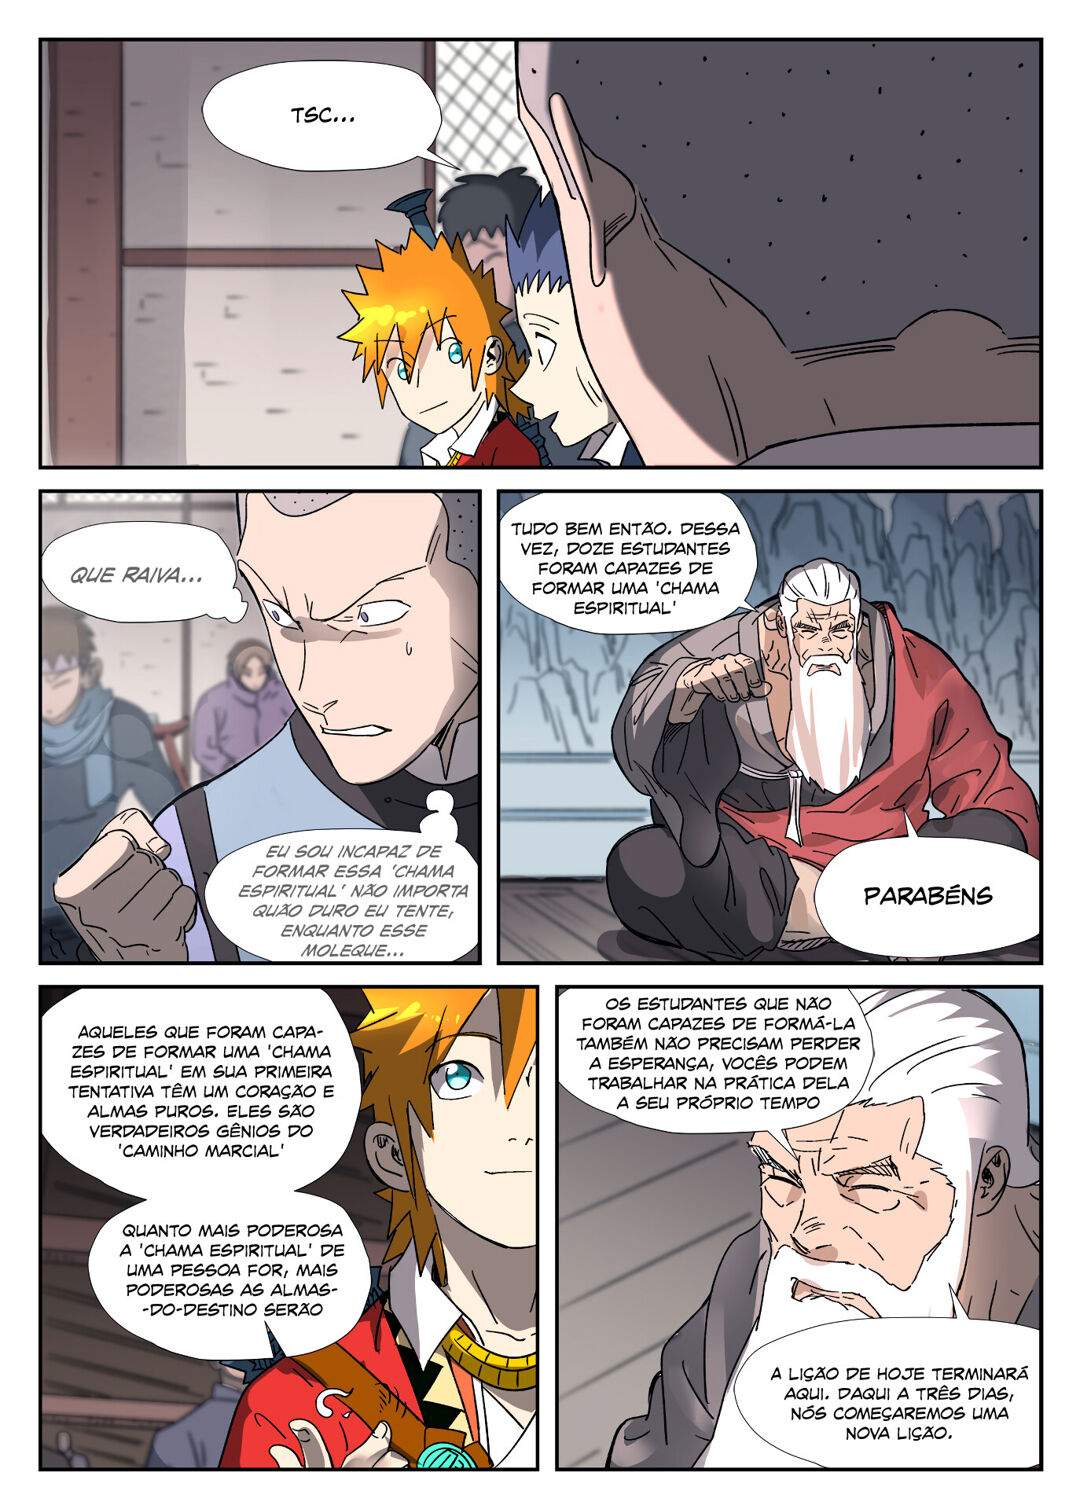 TSC...
QUE RAIVA...
EU SOU INCAPAZ DE
FORMAR ESSA 'CHAMA
ESPIRITUAL' NÃO IMPORTA
QUÃO DURO EU TENTE,
ENQUANTO ESSE
MOLEQUE...
TUDO BEM ENTÃO. DESSA
VEZ, DOZE ESTUDANTES
FORAM CAPAZES DE
FORMAR UMA 'CHAMA
ESPIRITUAL'
PARABÉNS
AQUELES QUE FORAM CAPA-
ZES DE FORMAR UMA 'CHAMA
ESPIRITUAL' EM SUA PRIMEIRA
TENTATIVA TÊM UM CORAÇÃO E
ALMAS PUROS. ELES SÃO
VERDADEIROS GÊNIOS DO
'CAMINHO MARCIAL'
QUANTO MAIS PODEROSA
A 'CHAMA ESPIRITUAL' DE
UMA PESSOA FOR, MAIS
PODEROSAS AS ALMAS-
-DO-DESTINO SERÃO
OS ESTUDANTES QUE NÃO
FORAM CAPAZES DE FORMÁ-LA
TAMBÉM NÃO PRECISAM PERDER
A ESPERANÇA, VOCÊS PODEM
TRABALHAR NA PRÁTICA DELA
A SEU PRÓPRIO TEMPO
A LIÇÃO DE HOJE TERMINARÁ
AQUI. DAQUI A TRÊS DIAS,
NÓS COMEÇAREMOS UMA
NOVA LIÇÃO.